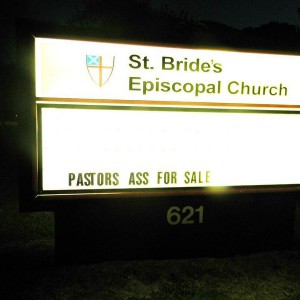 St. Bride's
Episcopal Church
PASTORS ASS FOR SALE
621